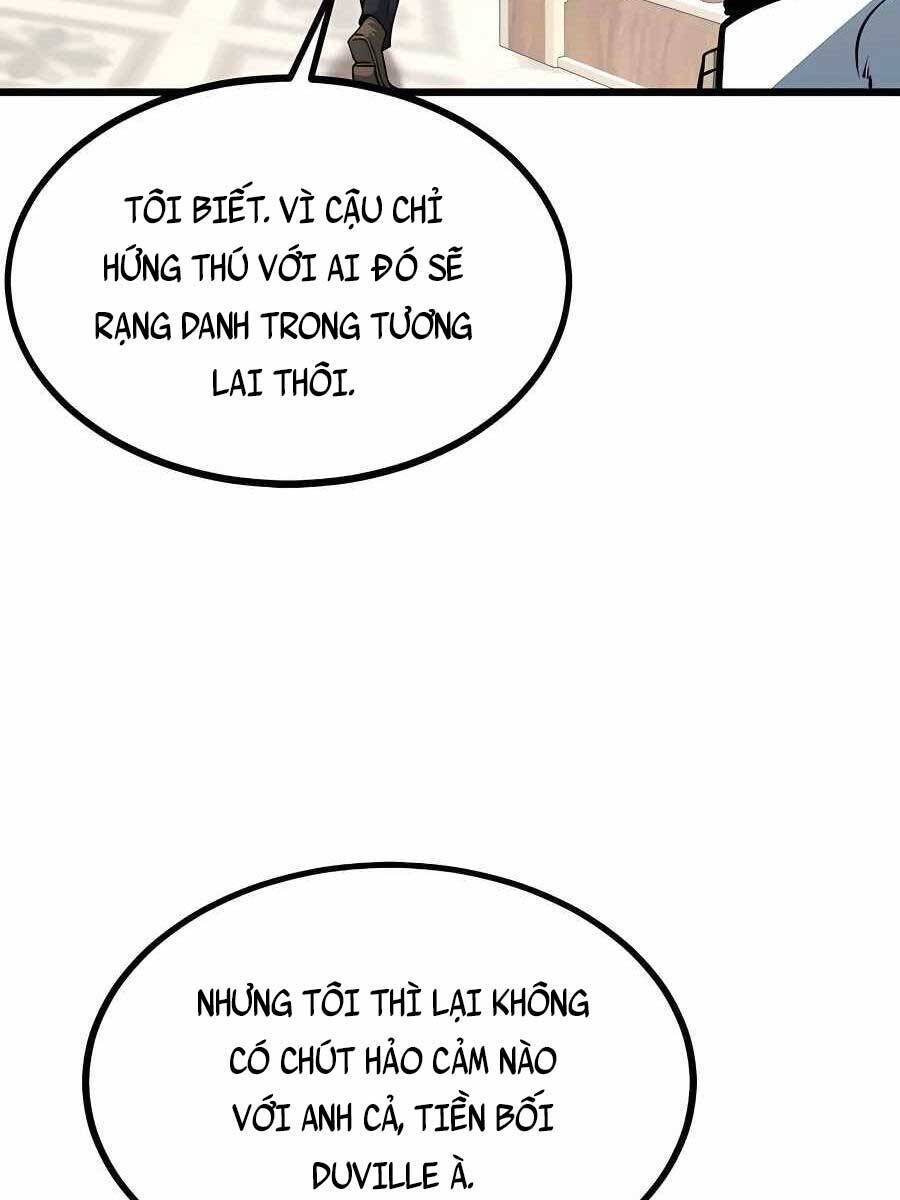 TÔI BIẾT. VÌ CẬU CHỈ
HỨNG THÚ VỚI AI ĐÓ SẼ
RẠNG DANH TRONG TƯƠNG
LAI THÔI.
NHƯNG TÔI THÌ LẠI KHÔNG
CÓ CHÚT HẢO CẢM NÀO
VỚI ANH CẢ, TIỀN BỐI
DUVILLE À.